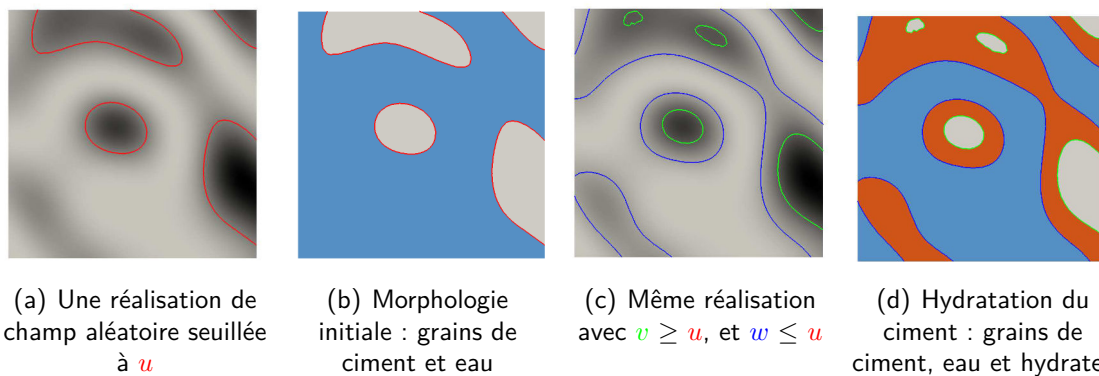 (a) Une réalisation de
champ aléatoire seuillée
à u
(b) Morphologie
initiale : grains de
ciment et eau
(c) Même réalisation
avec v ≥ u, et w ≤ u
(d) Hydratation du
ciment : grains de
ciment, eau et hydrate